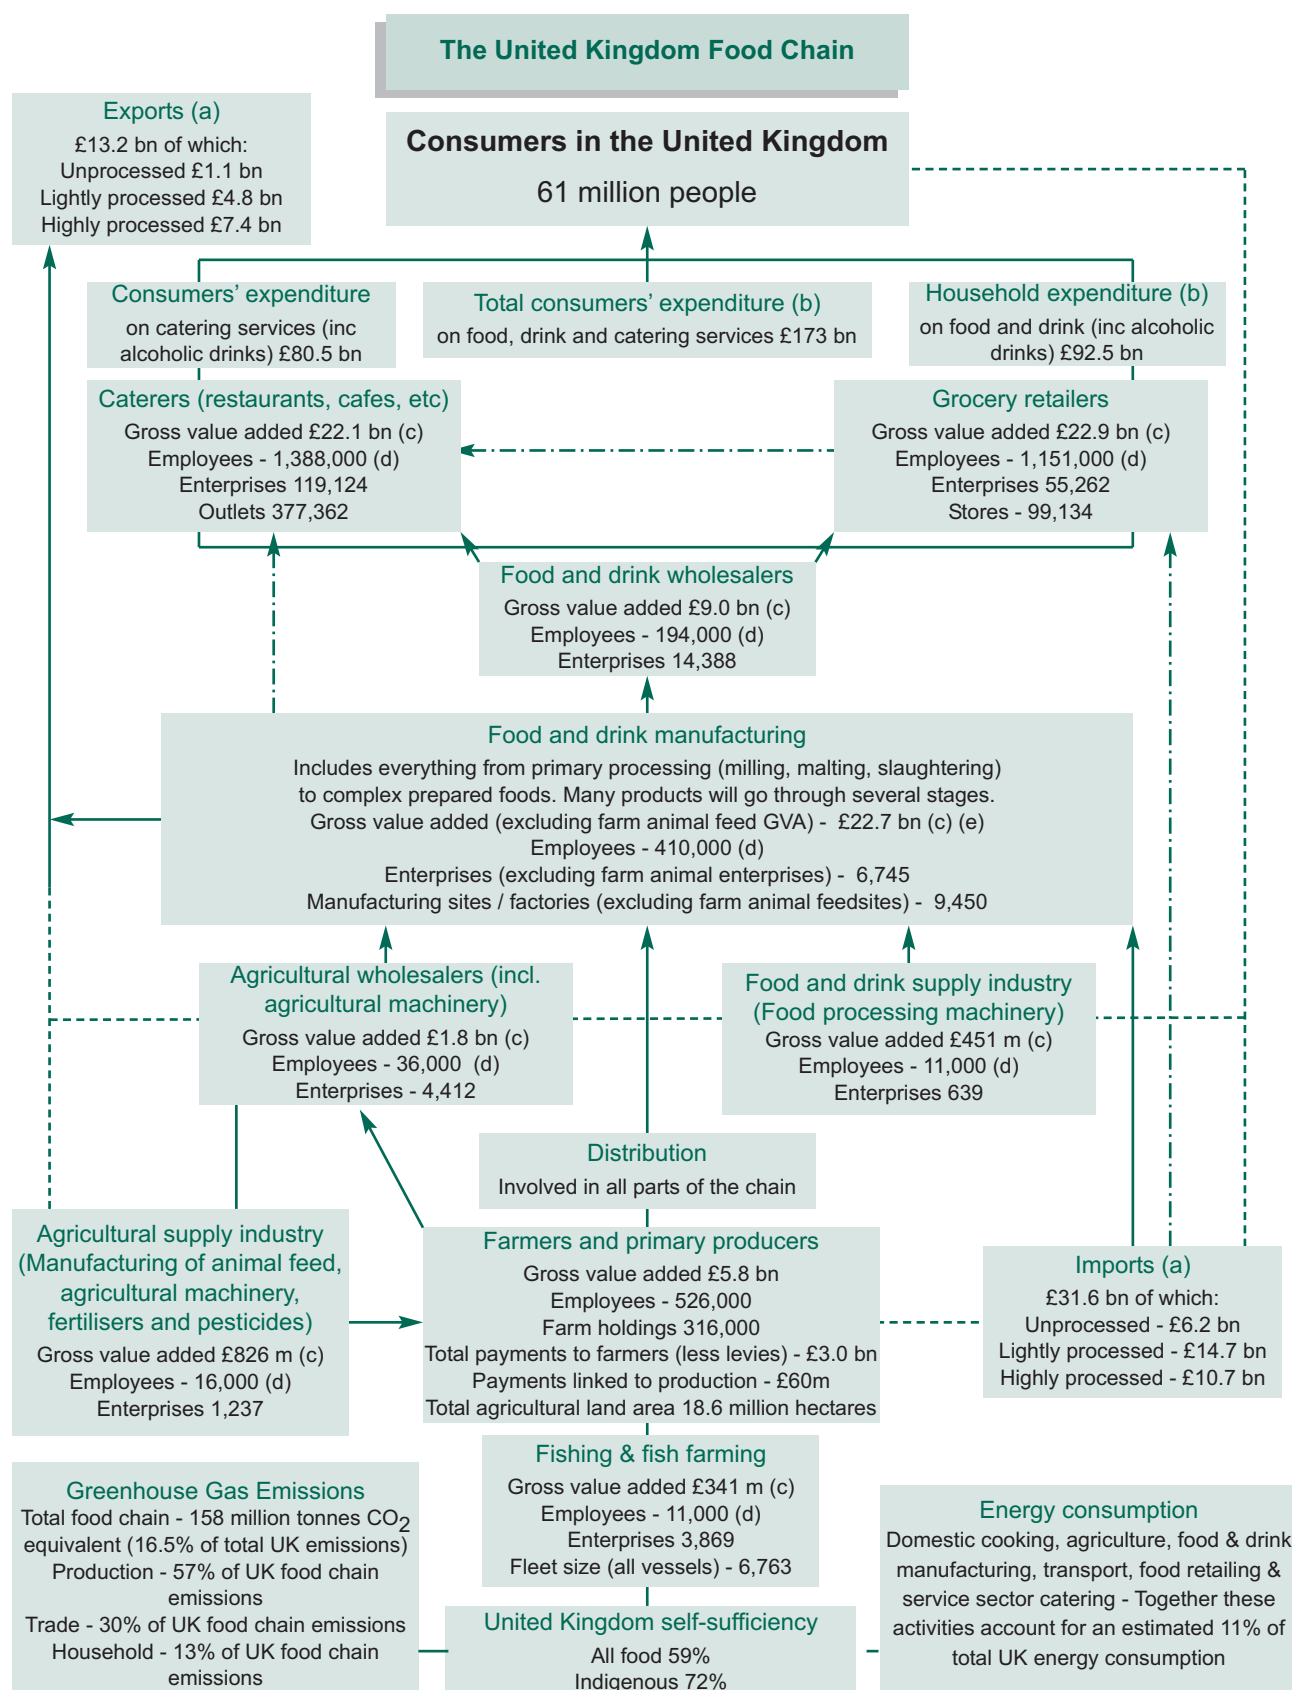 The United Kingdom Food Chain
Exports (a)
£13.2 bn of which:
Unprocessed £1.1 bn
Lightly processed £4.8 bn
Highly processed £7.4 bn
Consumers in the United Kingdom
61 million people
Consumers’ expenditure
on catering services (inc
alcoholic drinks) £80.5 bn
Total consumers’ expenditure (b)
on food, drink and catering services £173 bn
Household expenditure (b)
on food and drink (inc alcoholic
drinks) £92.5 bn
Caterers (restaurants, cafes, etc)
Gross value added £22.1 bn (c)
Employees - 1,388,000 (d)
Enterprises 119,124
Outlets 377,362
Grocery retailers
Gross value added £22.9 bn (c)
Employees - 1,151,000 (d)
Enterprises 55,262
Stores - 99,134
Food and drink wholesalers
Gross value added £9.0 bn (c)
Employees - 194,000 (d)
Enterprises 14,388
Food and drink manufacturing
Includes everything from primary processing (milling, malting, slaughtering)
to complex prepared foods. Many products will go through several stages.
Gross value added (excluding farm animal feed GVA) - £22.7 bn (c) (e)
Employees - 410,000 (d)
Enterprises (excluding farm animal enterprises) - 6,745
Manufacturing sites / factories (excluding farm animal feedsites) - 9,450
Agricultural wholesalers (incl.
agricultural machinery)
Gross value added £1.8 bn (c)
Employees - 36,000 (d)
Enterprises - 4,412
Food and drink supply industry
(Food processing machinery)
Gross value added £451 m (c)
Employees - 11,000 (d)
Enterprises 639
Distribution
Involved in all parts of the chain
Agricultural supply industry
(Manufacturing of animal feed,
agricultural machinery,
fertilisers and pesticides)
Gross value added £826 m (c)
Employees - 16,000 (d)
Enterprises 1,237
Farmers and primary producers
Gross value added £5.8 bn
Employees - 526,000
Farm holdings 316,000
Total payments to farmers (less levies) - £3.0 bn
Payments linked to production - £60m
Total agricultural land area 18.6 million hectares
Imports (a)
£31.6 bn of which:
Unprocessed - £6.2 bn
Lightly processed - £14.7 bn
Highly processed - £10.7 bn
Fishing & fish farming
Gross value added £341 m (c)
Employees - 11,000 (d)
Enterprises 3,869
Fleet size (all vessels) - 6,763
Greenhouse Gas Emissions
Total food chain - 158 million tonnes CO2
equivalent (16.5% of total UK emissions)
Production - 57% of UK food chain
emissions
Trade - 30% of UK food chain emissions
Household - 13% of UK food chain
emissions
United Kingdom self-sufficiency
All food 59%
Indigenous 72%
Energy consumption
Domestic cooking, agriculture, food & drink
manufacturing, transport, food retailing &
service sector catering - Together these
activities account for an estimated 11% of
total UK energy consumption